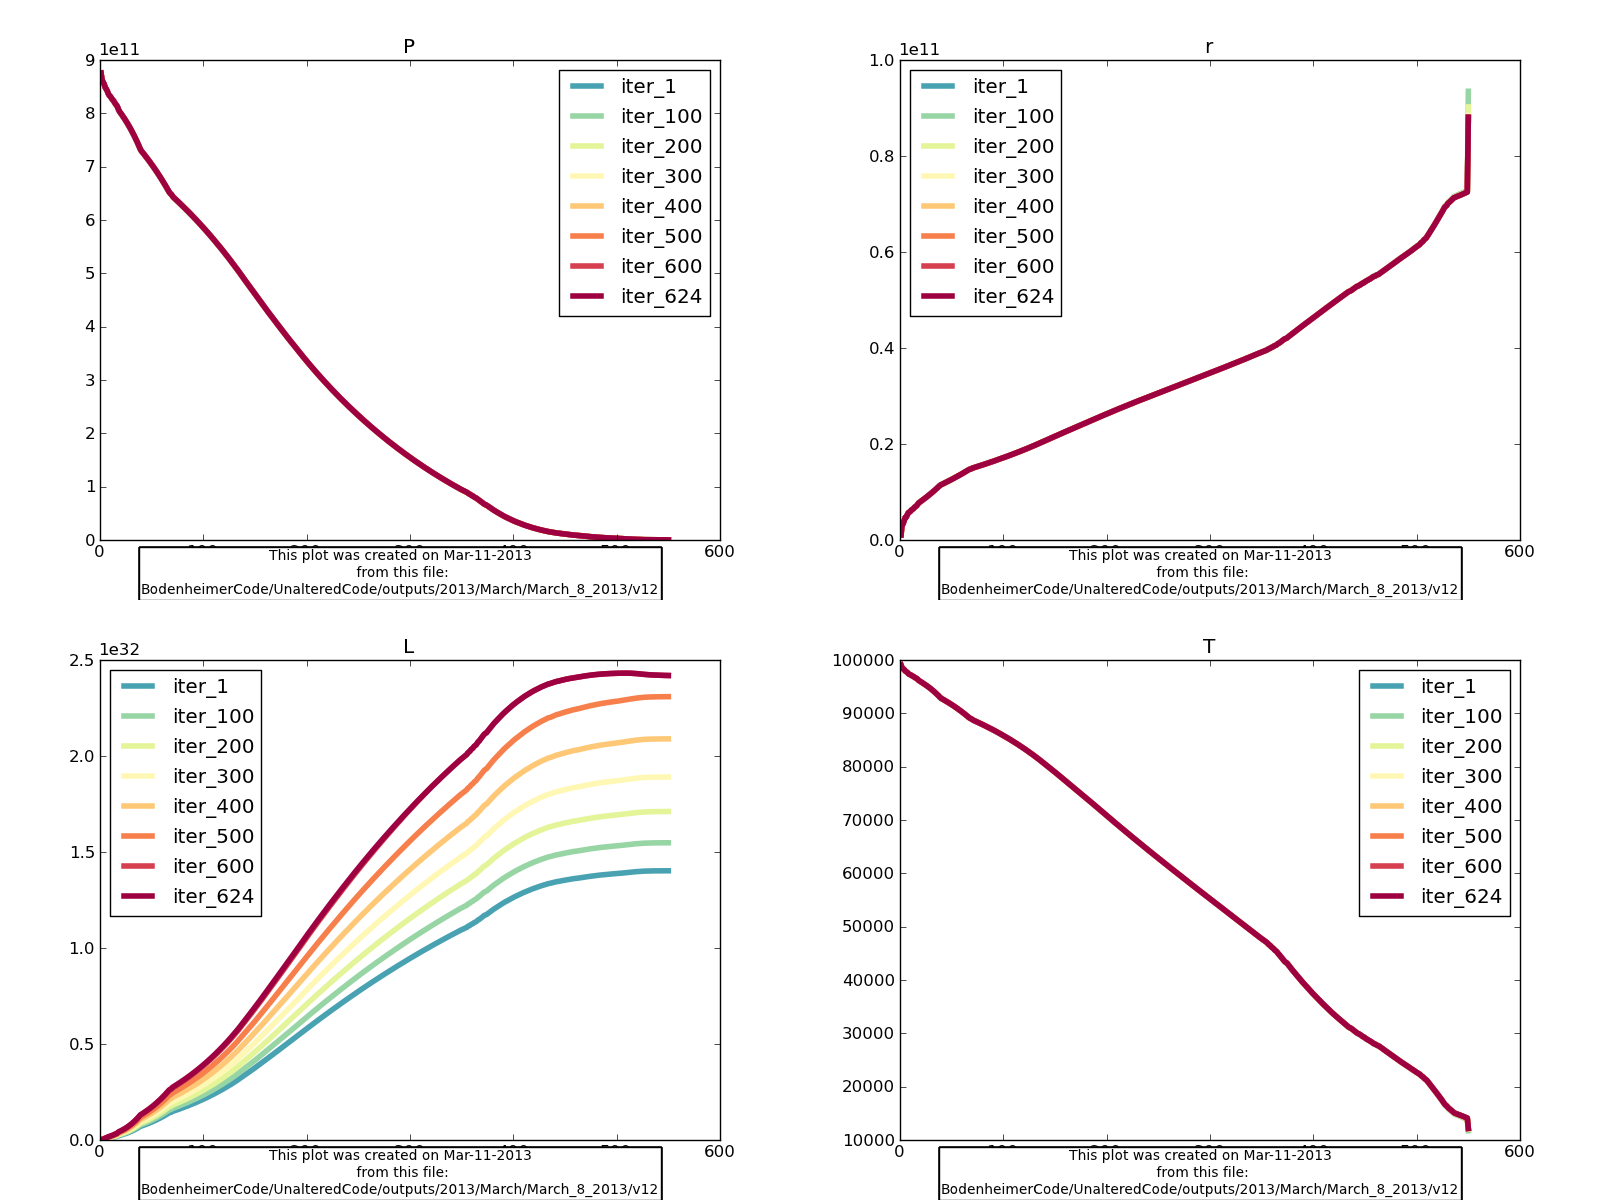 P
1e11
9
8
7
6
5
4
3
2
1
0
iter_1
iter_100
iter_200
iter_300
iter_400
iter_500
iter_600
iter_624
0 600
This plot was created on Mar-11-2013
from this file:
BodenheimerCode/UnalteredCode/outputs/2013/March/March_8_2013/v12
r
1e11
1.0
0.8
0.6
0.4
0.2
0.0
iter_1
iter_100
iter_200
iter_300
iter_400
iter_500
iter_600
iter_624
0 600
This plot was created on Mar-11-2013
from this file:
BodenheimerCode/UnalteredCode/outputs/2013/March/March_8_2013/v12
L
1e32
2.5
2.0
1.5
1.0
0.5
0.0
iter_1
iter_100
iter_200
iter_300
iter_400
iter_500
iter_600
iter_624
0 600
This plot was created on Mar-11-2013
from this file:
BodenheimerCode/UnalteredCode/outputs/2013/March/March_8_2013/v12
T
100000
90000
80000
70000
60000
50000
40000
30000
20000
10000
iter_1
iter_100
iter_200
iter_300
iter_400
iter_500
iter_600
iter_624
0 600
This plot was created on Mar-11-2013
from this file:
BodenheimerCode/UnalteredCode/outputs/2013/March/March_8_2013/v12